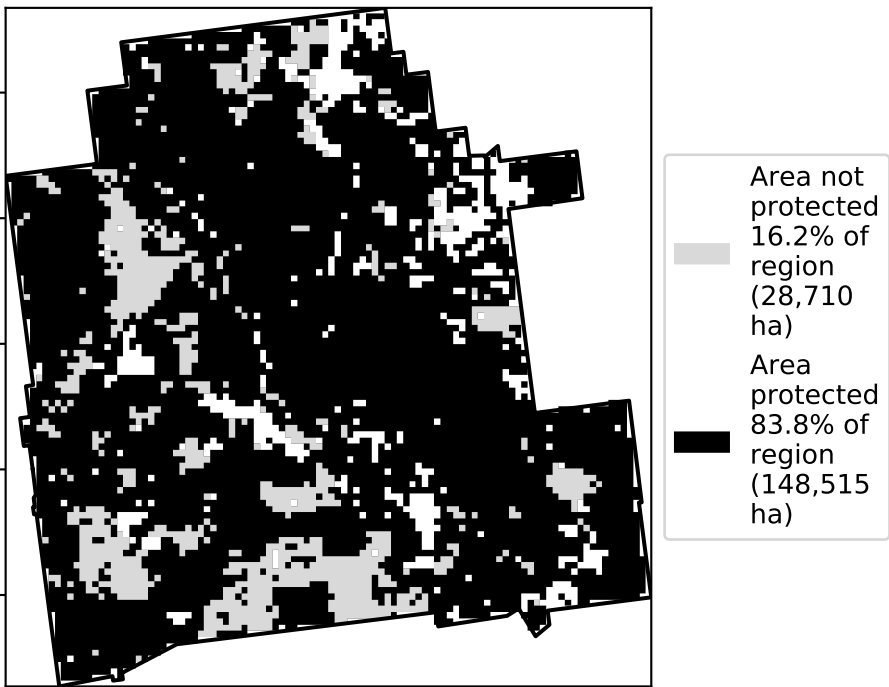 Area not
protected
16.2% of
region
(28,710
ha)
Area
protected
83.8% of
region
(148,515
ha)